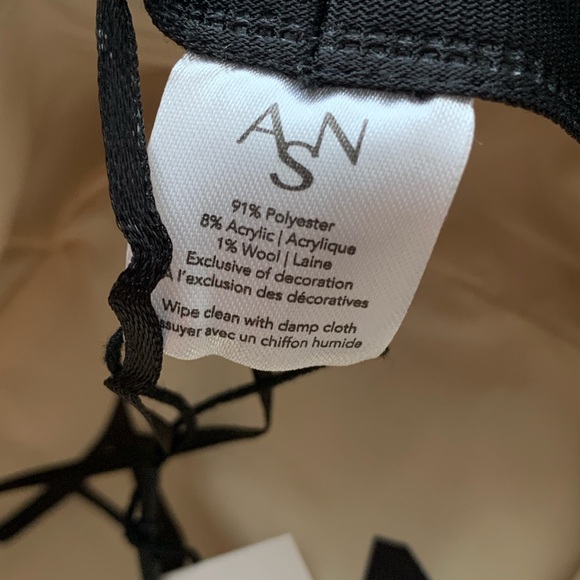 ASN
91% Polyester
8% Acrylic | Acrylique
1% Wool | Laine
Exclusive of decoration
À l'exclusion des décoratives
Wipe clean with damp cloth
ssuyer avec un chiffon humide